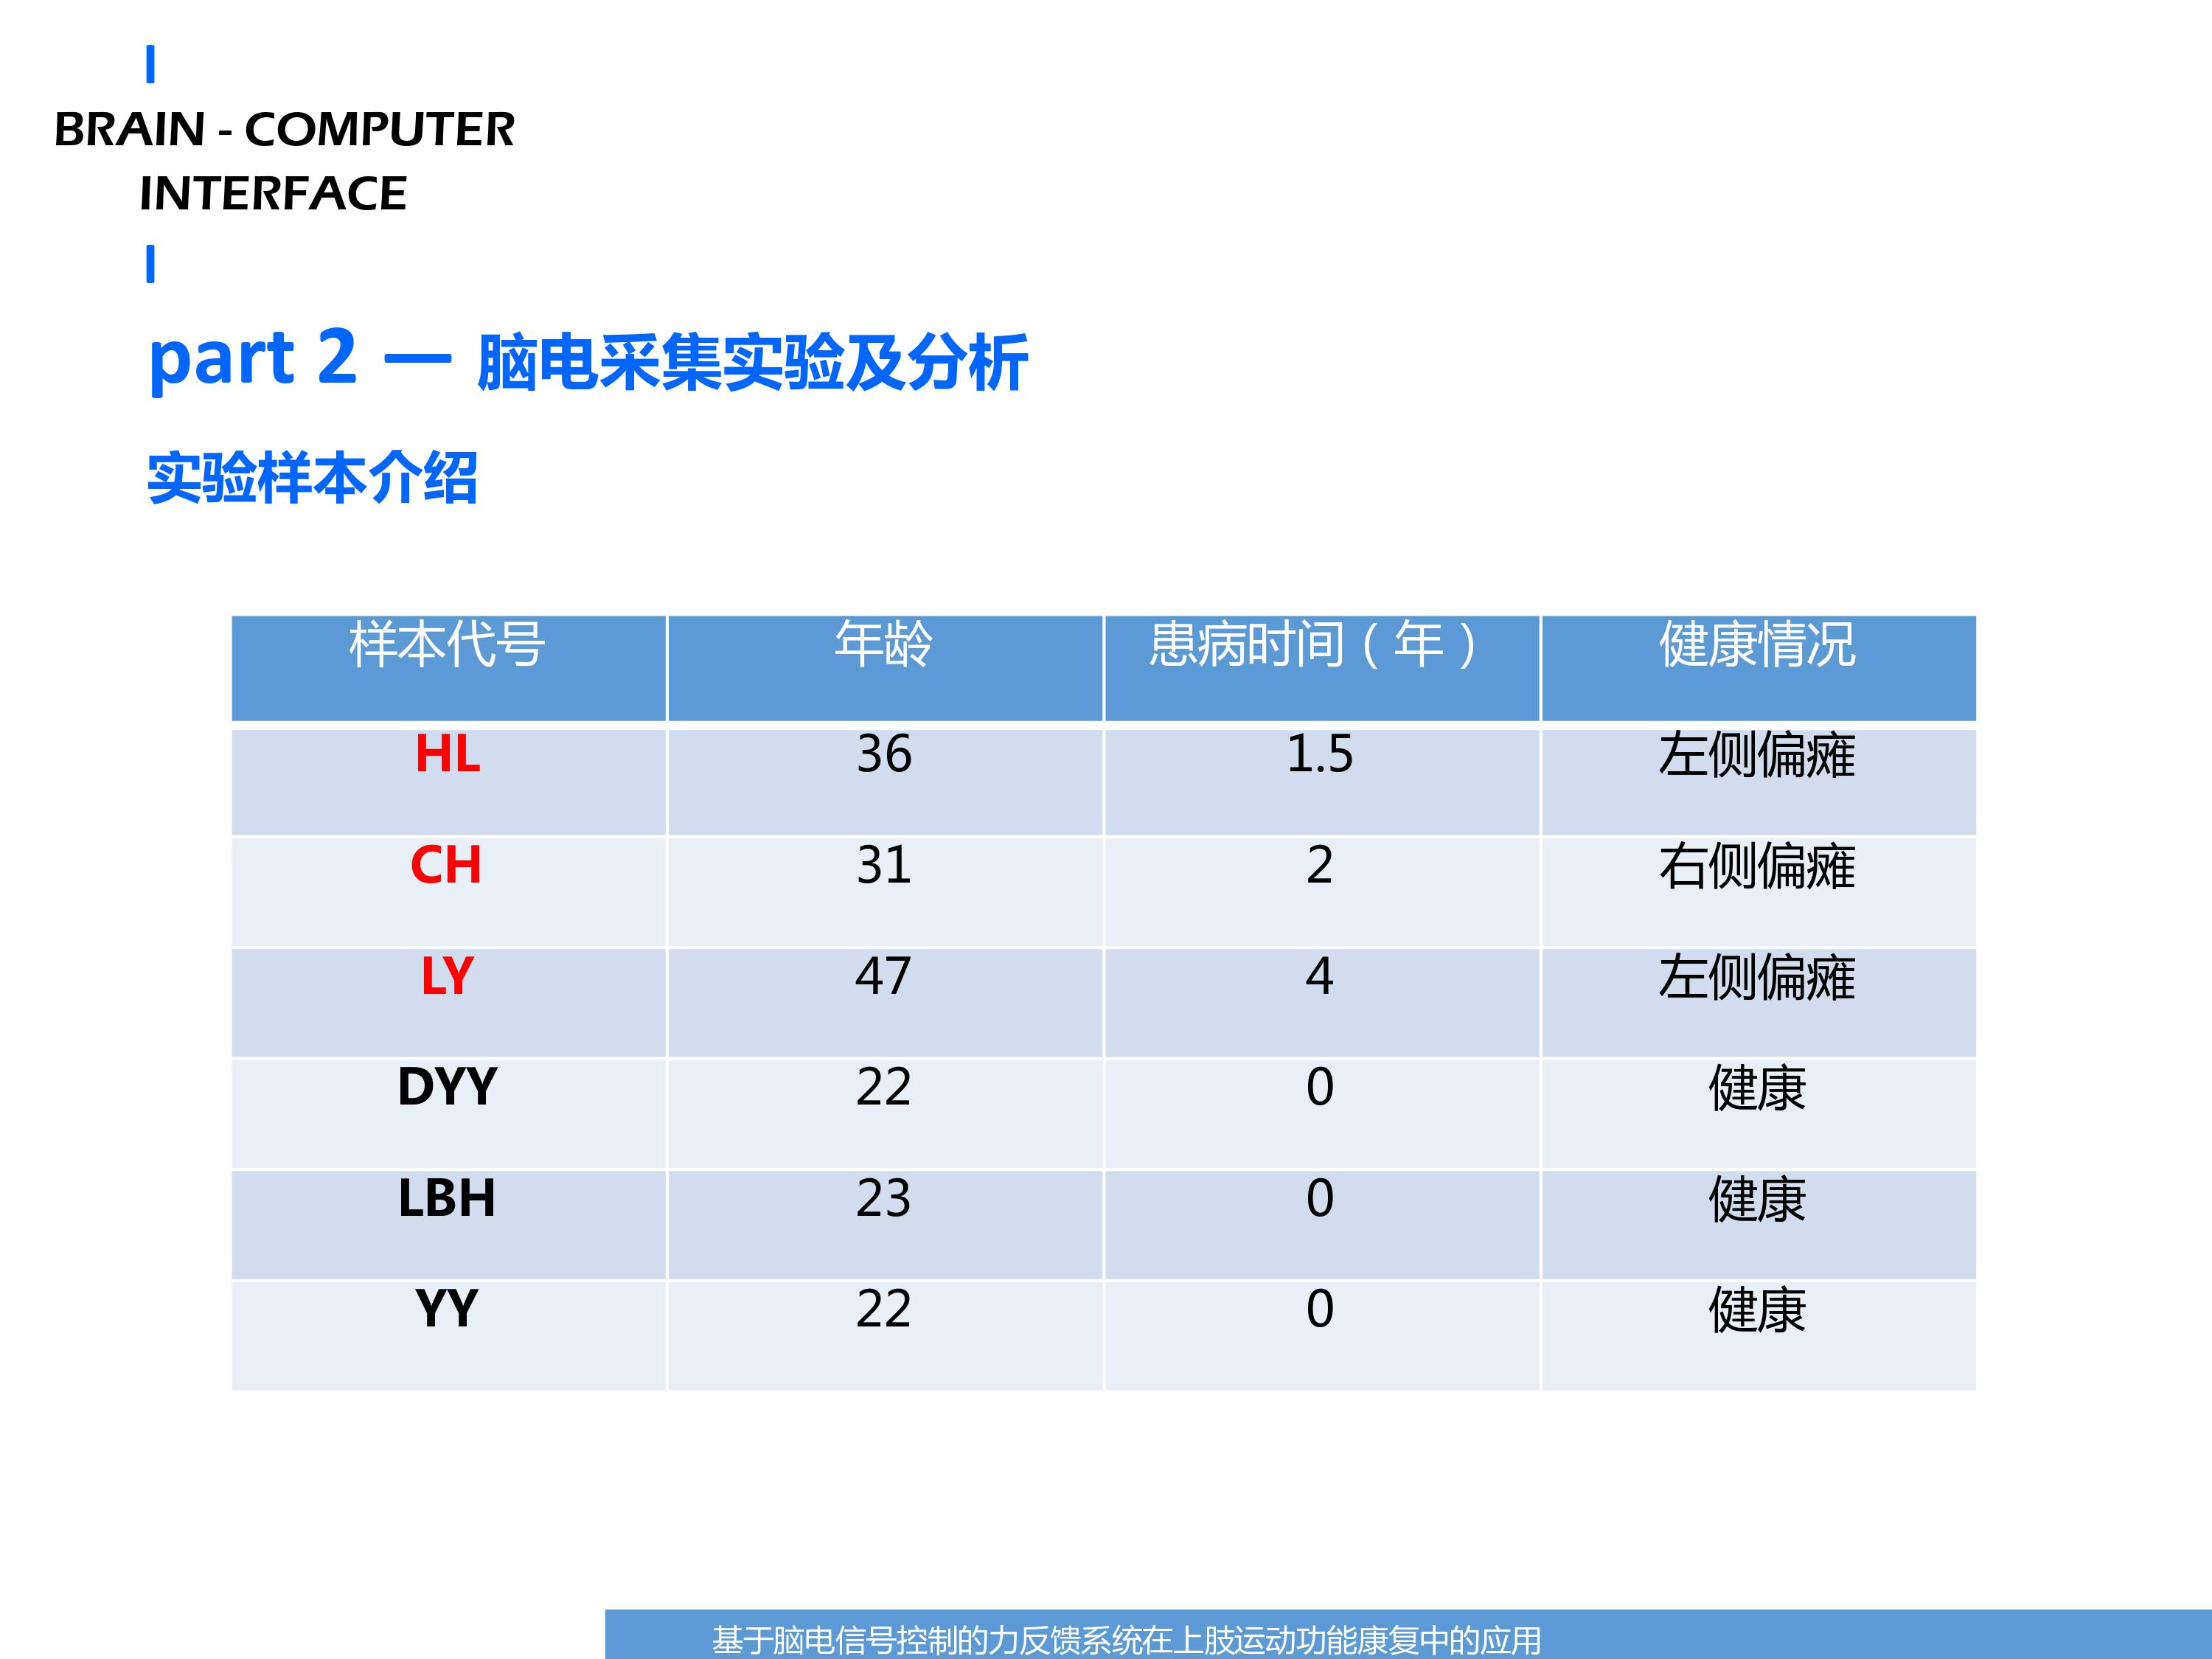 BRAIN - COMPUTER
INTERFACE
part 2 — 脑电采集实验及分析
实验样本介绍
样本代号 年龄 患病时间（年） 健康情况
HL 36 1.5 左侧偏瘫
CH 31 2 右侧偏瘫
LY 47 4 左侧偏瘫
DYY 22 0 健康
LBH 23 0 健康
YY 22 0 健康
基于脑电信号控制的力反馈系统在上肢运动功能康复中的应用